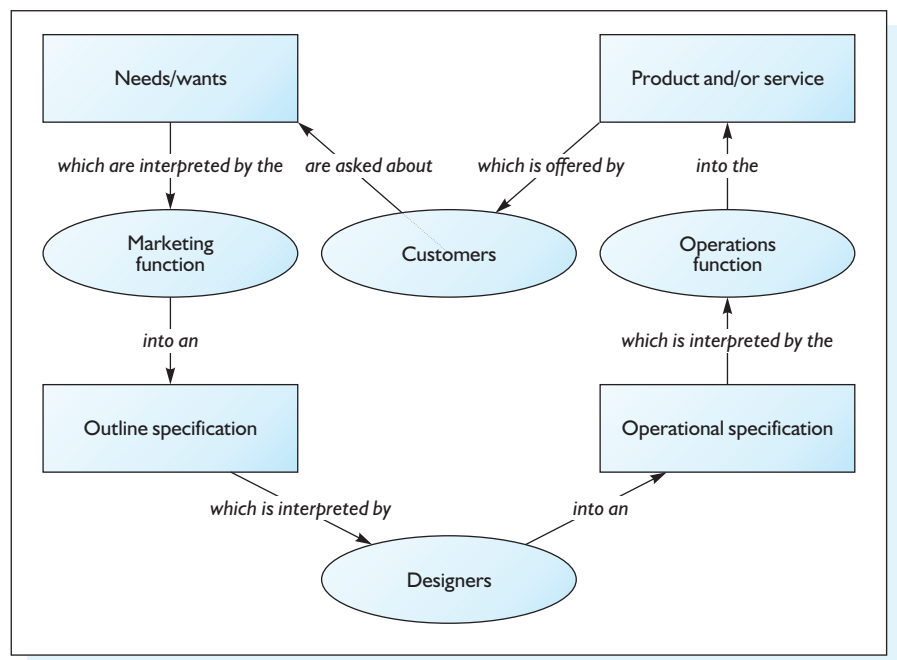 Needs/wants
Product and/or service
which are interpreted by the
are asked about
which is offered by
into the
Marketing
function
Customers
Operations
function
into an
which is interpreted by the
Outline specification
Operational specification
which is interpreted by
into an
Designers